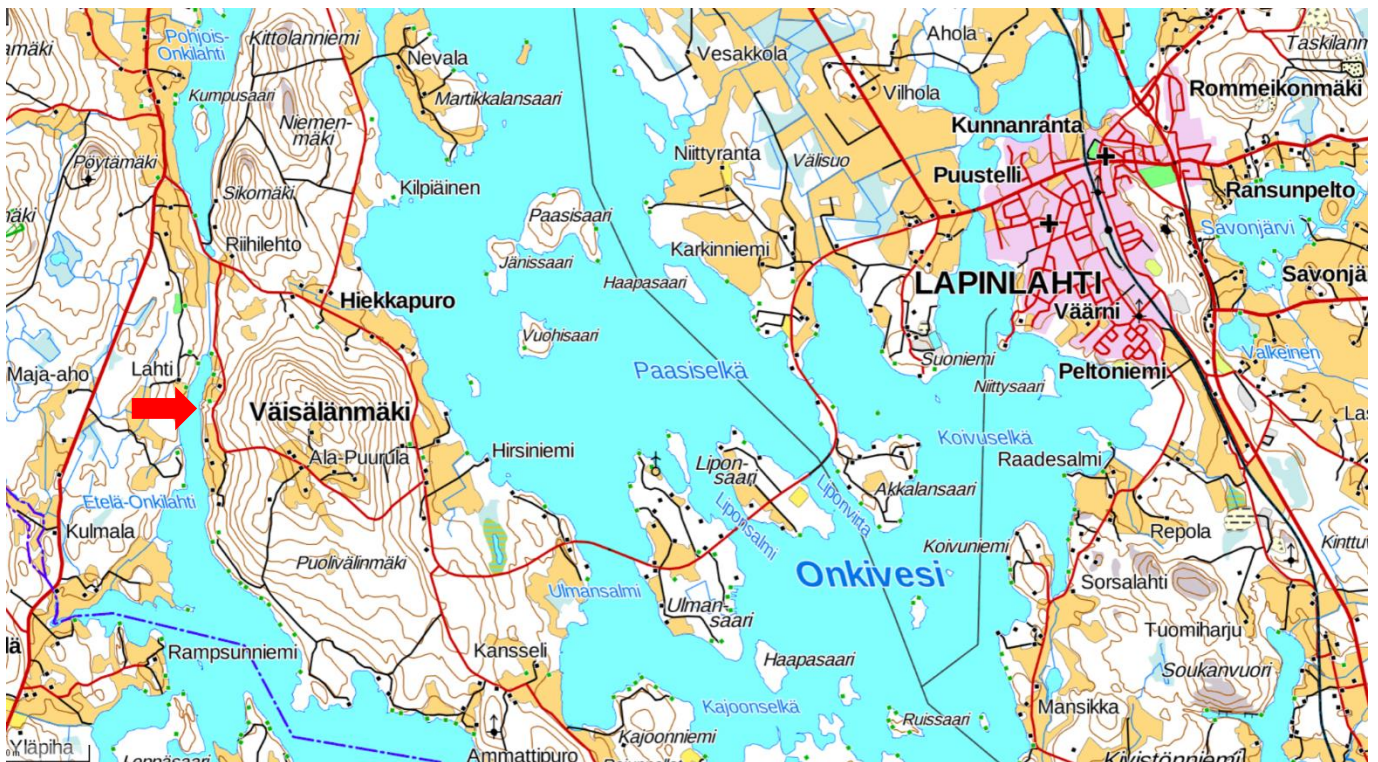 Pohjois-
Onkilahti
Kittolanniemi
Nevala
Vesakkola
Ahola
Kumpusaari
Martikkalansaari
Vilhola
Rommeikonmäki
Niemen-
mäki
Kunnanranta
Pöytämäki
Niittyranta
Välisuo
Puustelli
Sikomäki
Kilpiäinen
Ransunpelto
Paasisaari
Riihilehto
Karkinniemi
Savonjärvi
Jänissaari
Haapasaari
LAPINLAHTI
Hiekkapuro
Väärni
Vuohisaari
Suoniemi
Valkeinen
Maja-aho
Lahti
Paasiselkä
Niittysaari
Peltoniemi
Väisälänmäki
Koivuselkä
Ala-Puurula
Hirsiniemi
Lipon-
saari
Raadesalmi
Akkalansaari
Etelä-Onkilahti
Liponsalmi
Liponvirta
Kulmala
Repola
Koivuniemi
Puolivälinmäki
Onkivesi
Ulmansalmi
Sorsalahti
Ulman-
saari
Tuomiharju
Rampsunniemi
Kansseli
Haapasaari
Soukanvuori
Kajoonselkä
Mansikka
Ruissaari
Kajoonniemi
Yläpihä
Ammattipuro
Kivistönniemi